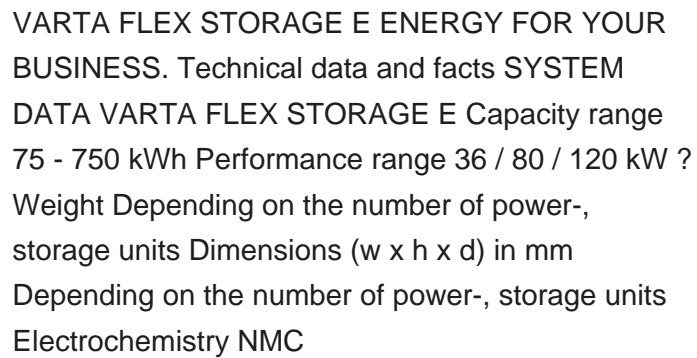 VARTA FLEX STORAGE E ENERGY FOR YOUR
BUSINESS. Technical data and facts SYSTEM
DATA VARTA FLEX STORAGE E Capacity range
75 - 750 kWh Performance range 36 / 80 / 120 kW ?
Weight Depending on the number of power-,
storage units Dimensions (w x h x d) in mm
Depending on the number of power-, storage units
Electrochemistry NMC